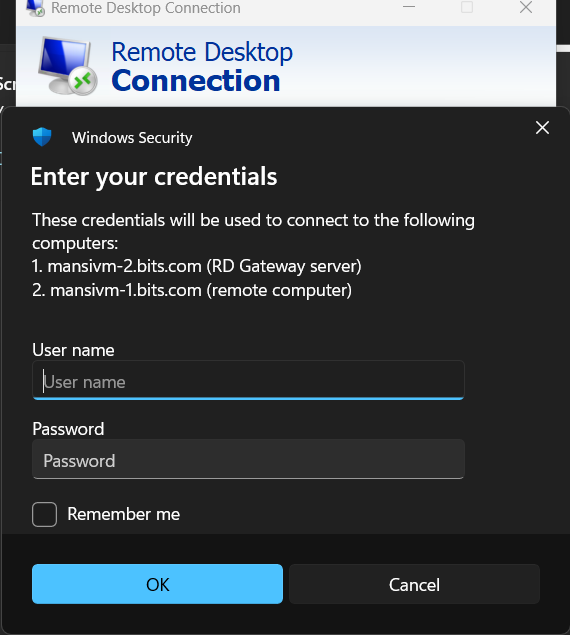 Remote Desktop Connection
Remote Desktop
Connection
Windows Security
Enter your credentials
These credentials will be used to connect to the following
computers:
1. mansivm-2.bits.com (RD Gateway server)
2. mansivm-1.bits.com (remote computer)
User name
User name
Password
Password
Remember me
OK
Cancel